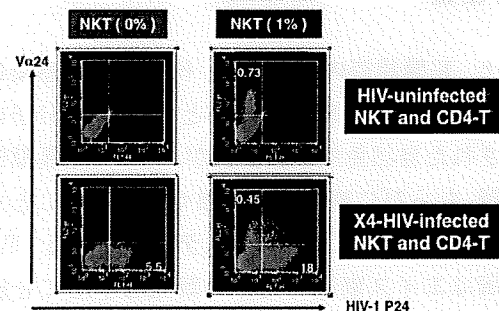 NKT ( 0% )
NKT ( 1% )
Vα24
0.73
HIV-uninfected
NKT and CD4-T
0.45
5.5
18
X4-HIV-infected
NKT and CD4-T
HIV-1 P24